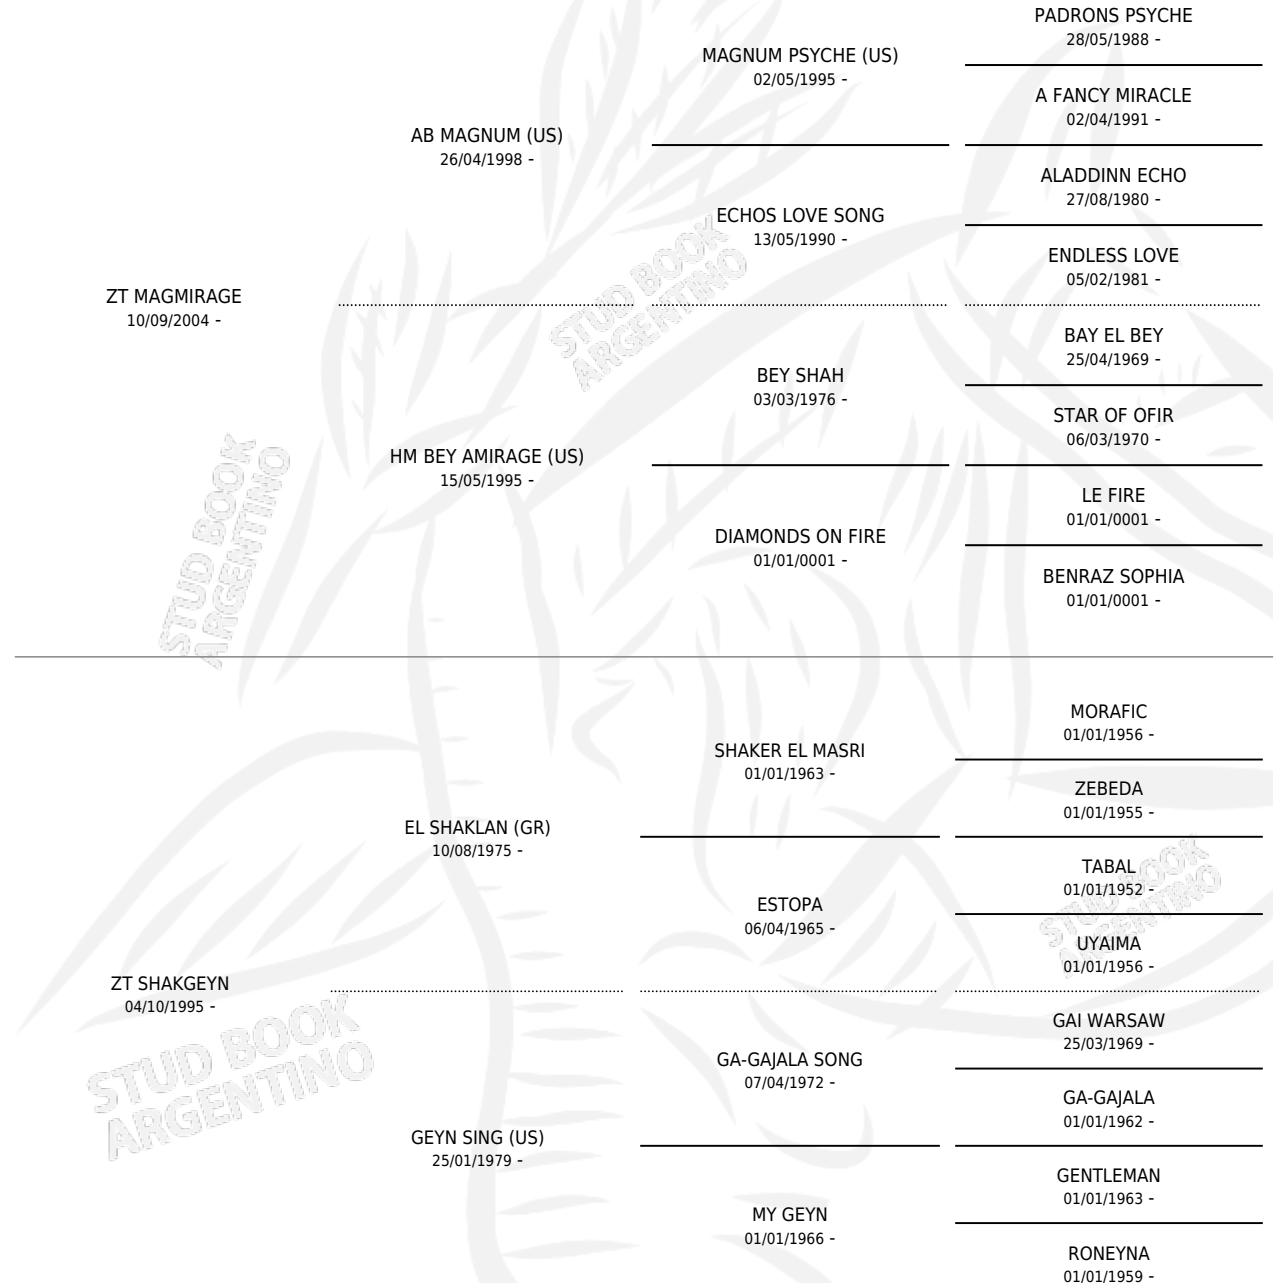 PADRONS PSYCHE
28/05/1988 -
MAGNUM PSYCHE (US)
02/05/1995 -
A FANCY MIRACLE
02/04/1991 -
AB MAGNUM (US)
26/04/1998 -
ALADDINN ECHO
27/08/1980 -
ECHOS LOVE SONG
13/05/1990 -
ENDLESS LOVE
05/02/1981 -
ZT MAGMIRAGE
10/09/2004 -
BAY EL BEY
25/04/1969 -
BEY SHAH
03/03/1976 -
STAR OF OFIR
06/03/1970 -
HM BEY AMIRAGE (US)
15/05/1995 -
LE FIRE
01/01/0001 -
DIAMONDS ON FIRE
01/01/0001 -
BENRAZ SOPHIA
01/01/0001 -
STUD BOOK
ARGENTINO
STUD BOOK
ARGENTINO
MORAFIC
01/01/1956 -
SHAKER EL MASRI
01/01/1963 -
ZEBEDA
01/01/1955 -
EL SHAKLAN (GR)
10/08/1975 -
TABAL
01/01/1952 -
ESTOPA
06/04/1965 -
UYAIMA
01/01/1956 -
ZT SHAKGEYN
04/10/1995 -
GAI WARSAW
25/03/1969 -
GA-GAJALA SONG
07/04/1972 -
GA-GAJALA
01/01/1962 -
GEYN SING (US)
25/01/1979 -
GENTLEMAN
01/01/1963 -
MY GEYN
01/01/1966 -
RONEYNA
01/01/1959 -
STUD BOOK
ARGENTINO
STUD BOOK
ARGENTINO